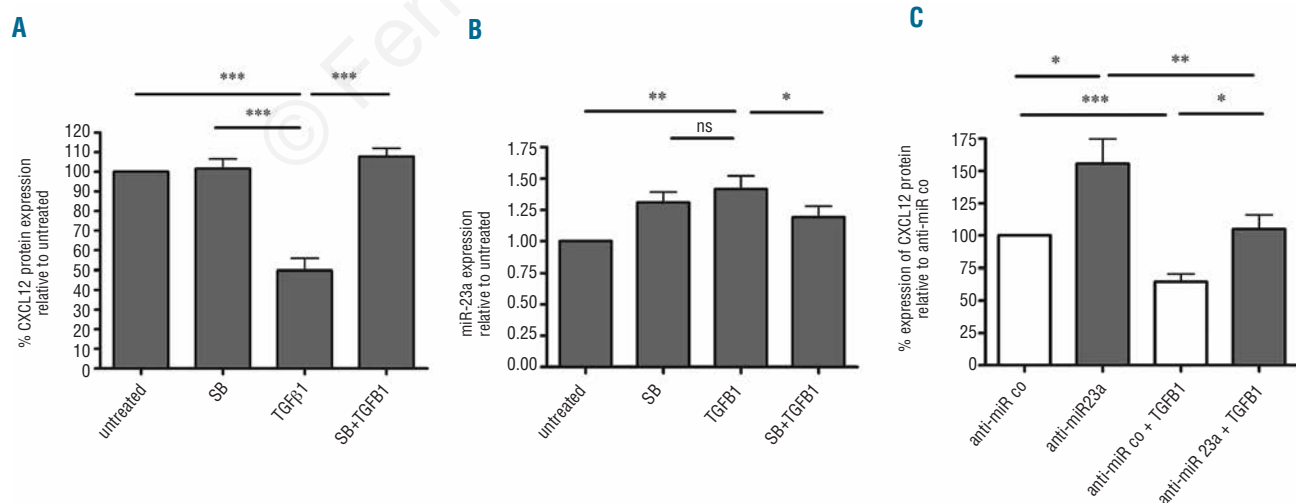 A
B
C
© Fer
***
***
***
% CXCL12 protein expression
relative to untreated
120
110
100
90
80
70
60
50
40
30
20
10
0
untreated
SB
TGFβ1
SB+TGFB1
**
*
ns
miR-23a expression
relative to untreated
1.75
1.50
1.25
1.00
0.75
0.50
0.25
0.00
untreated
SB
TGFB1
SB+TGFB1
*
**
***
*
% expression of CXCL12 protein
relative to anti-miR co
175
150
125
100
75
50
25
0
anti-miR co
anti-miR23a
anti-miR co + TGFB1
anti-miR 23a + TGFB1